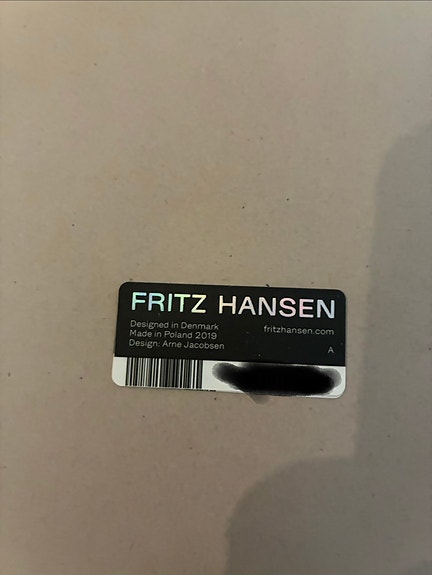 FRITZ HANSEN
Designed in Denmark
Made in Poland 2019
Design: Arne Jacobsen
fritzhansen.com
A